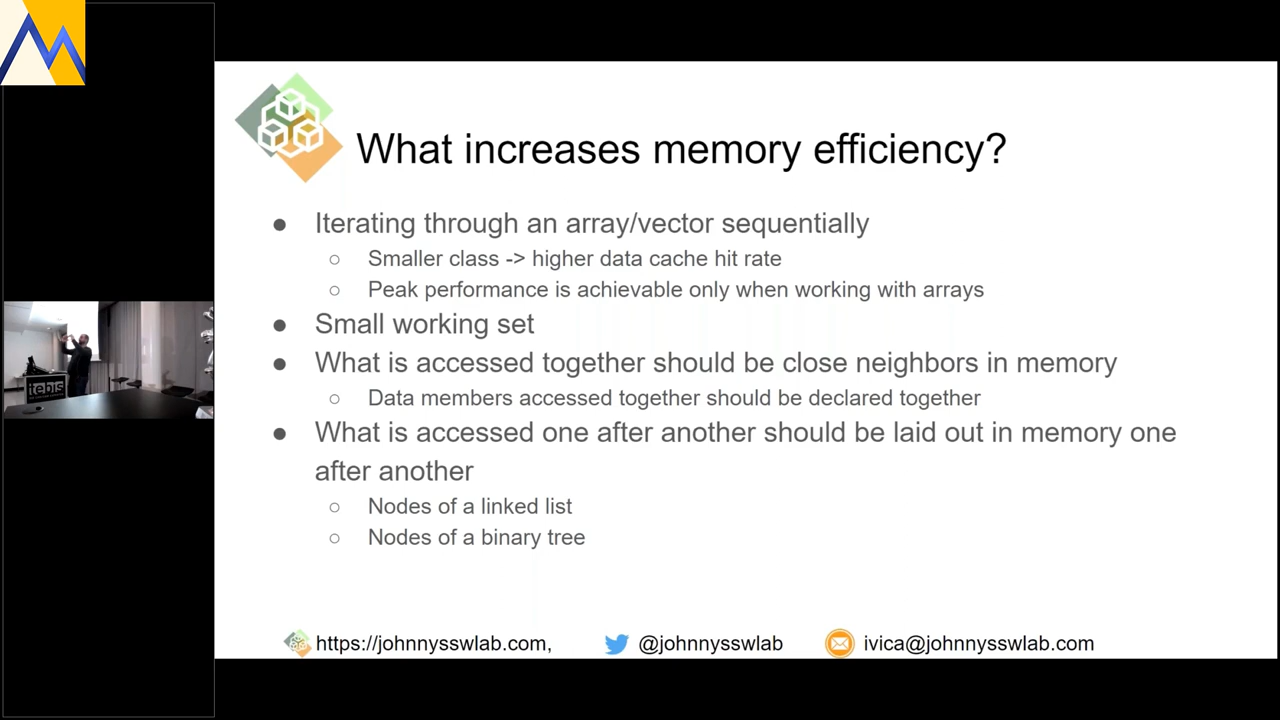 What increases memory efficiency?
● Iterating through an array/vector sequentially
○ Smaller class -> higher data cache hit rate
○ Peak performance is achievable only when working with arrays
● Small working set
● What is accessed together should be close neighbors in memory
○ Data members accessed together should be declared together
● What is accessed one after another should be laid out in memory one
after another
○ Nodes of a linked list
○ Nodes of a binary tree
https://johnnysswlab.com, @johnnysswlab ivica@johnnysswlab.com
tebis